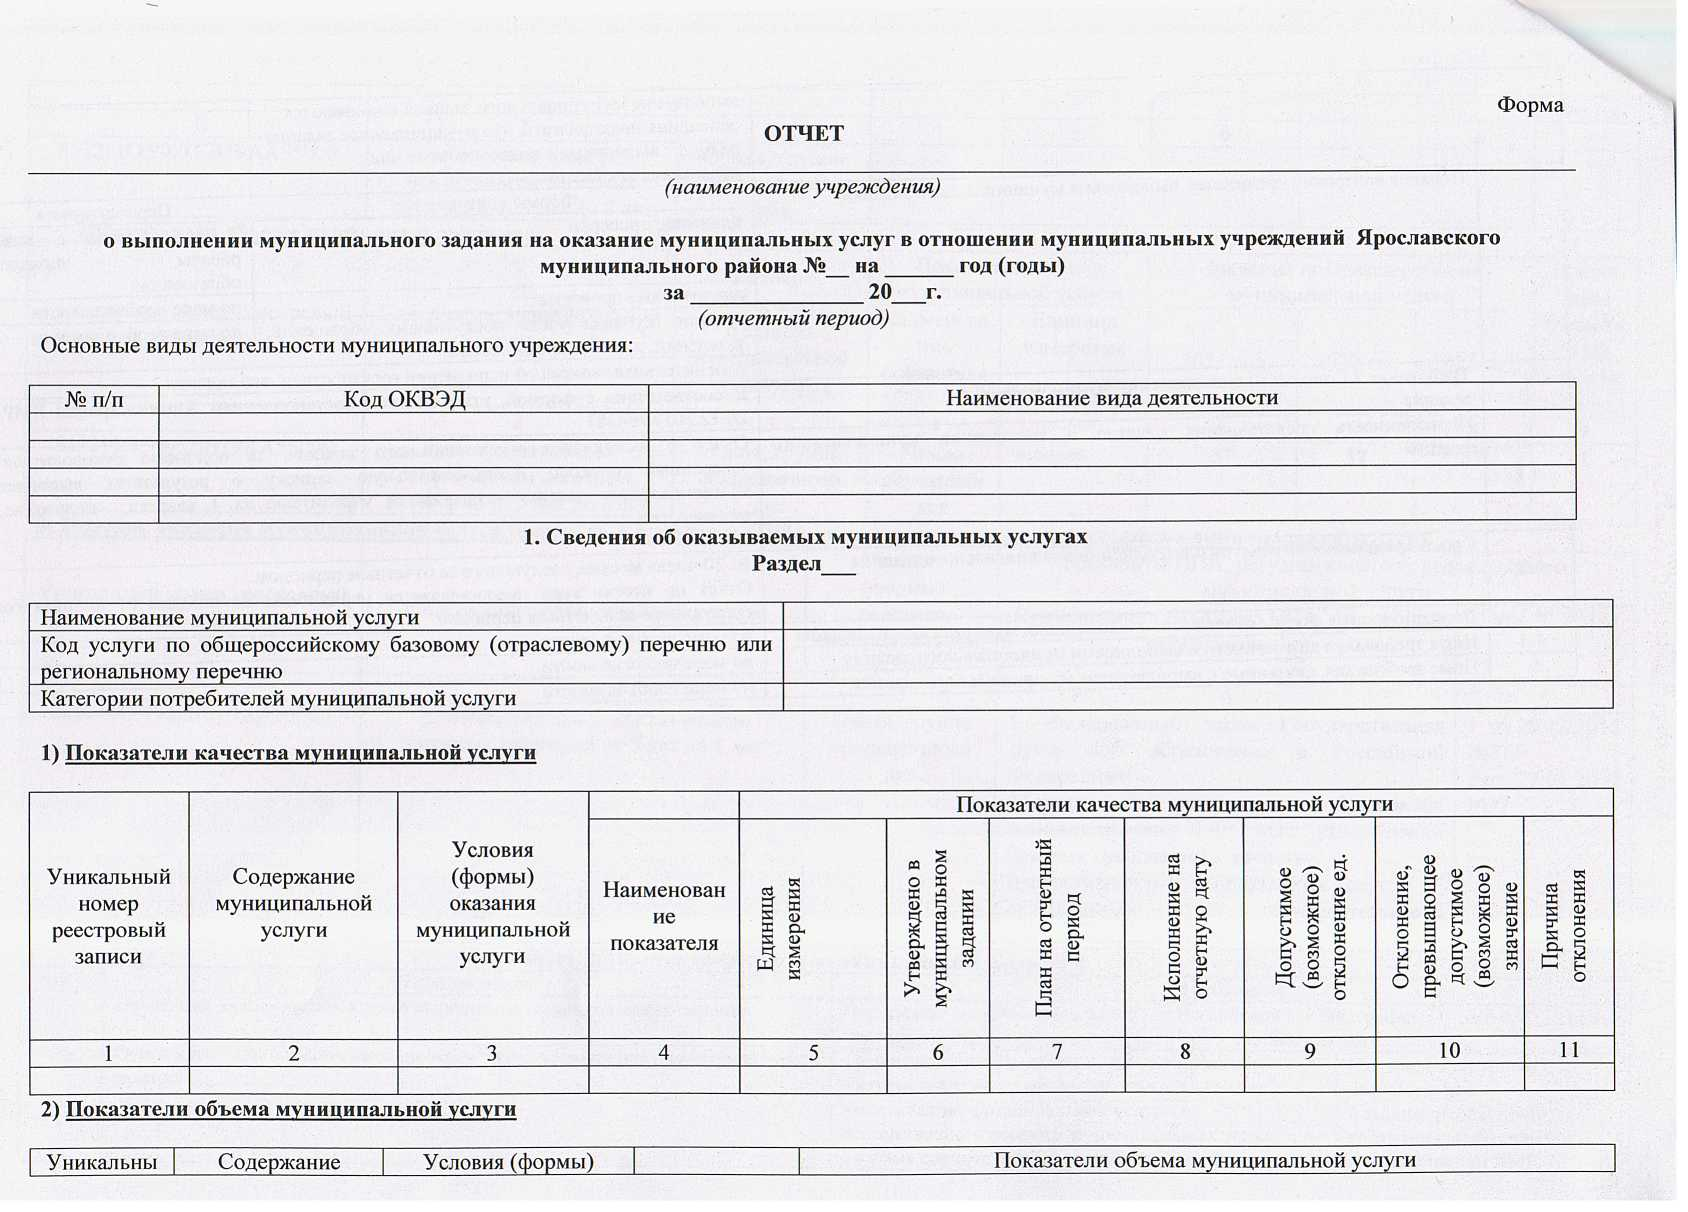 Форма
ОТЧЕТ
(наименование учреждения)
о выполнении муниципального задания на оказание муниципальных услуг в отношении муниципальных учреждений Ярославского
муниципального района №__ на ______ год (годы)
за _______________ 20___г.
(отчетный период)
Основные виды деятельности муниципального учреждения:
№ п/п Код ОКВЭД Наименование вида деятельности
1. Сведения об оказываемых муниципальных услугах
Раздел___
Наименование муниципальной услуги
Код услуги по общероссийскому базовому (отраслевому) перечню или
региональному перечню
Категории потребителей муниципальной услуги
1) Показатели качества муниципальной услуги
Показатели качества муниципальной услуги
Уникальный
номер
реестровый
записи
Содержание
муниципальной
услуги
Условия
(формы)
оказания
муниципальной
услуги
Наименован
ие
показателя
Единица
измерения
Утверждено в
муниципальном
задании
План на отчетный
период
Исполнение на
отчетную дату
Допустимое
(возможное)
отклонение ед.
Отклонение,
превышающее
допустимое
(возможное)
значение
Причина
отклонения
1 2 3 4 5 6 7 8 9 10 11
2) Показатели объема муниципальной услуги
Уникальны Содержание Условия (формы) Показатели объема муниципальной услуги